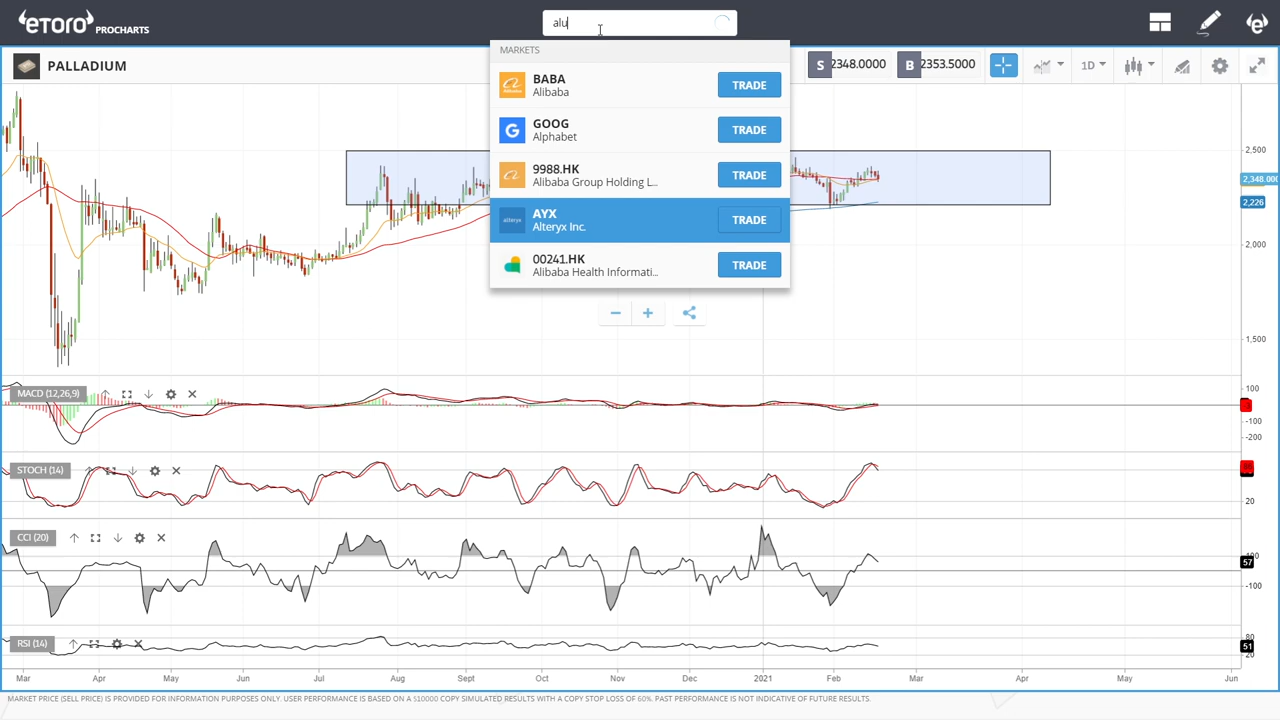 etoro PROCHARTS
alu
MARKETS
BABA
Alibaba
TRADE
GOOG
Alphabet
TRADE
9988.HK
Alibaba Group Holding L...
TRADE
AYX
Alteryx Inc.
TRADE
00241.HK
Alibaba Health Informati...
TRADE
PALLADIUM
S 2348.0000
B 2353.5000
1D
2,500
2,348.000
2,226
2,000
1,500
MACD (12,26,9)
100
-100
-200
STOCH (14)
20
CCI (20)
100
57
-100
RSI (14)
80
51
20
Mar Apr May Jun Jul Aug Sept Oct Nov Dec 2021 Feb Mar Apr May Jun
MARKET PRICE (SELL PRICE) IS PROVIDED FOR INFORMATION PURPOSES ONLY. USER PERFORMANCE IS BASED ON A $10000 COPY SIMULATED RESULTS WITH A COPY STOP LOSS OF 60%. PAST PERFORMANCE IS NOT INDICATIVE OF FUTURE RESULTS.